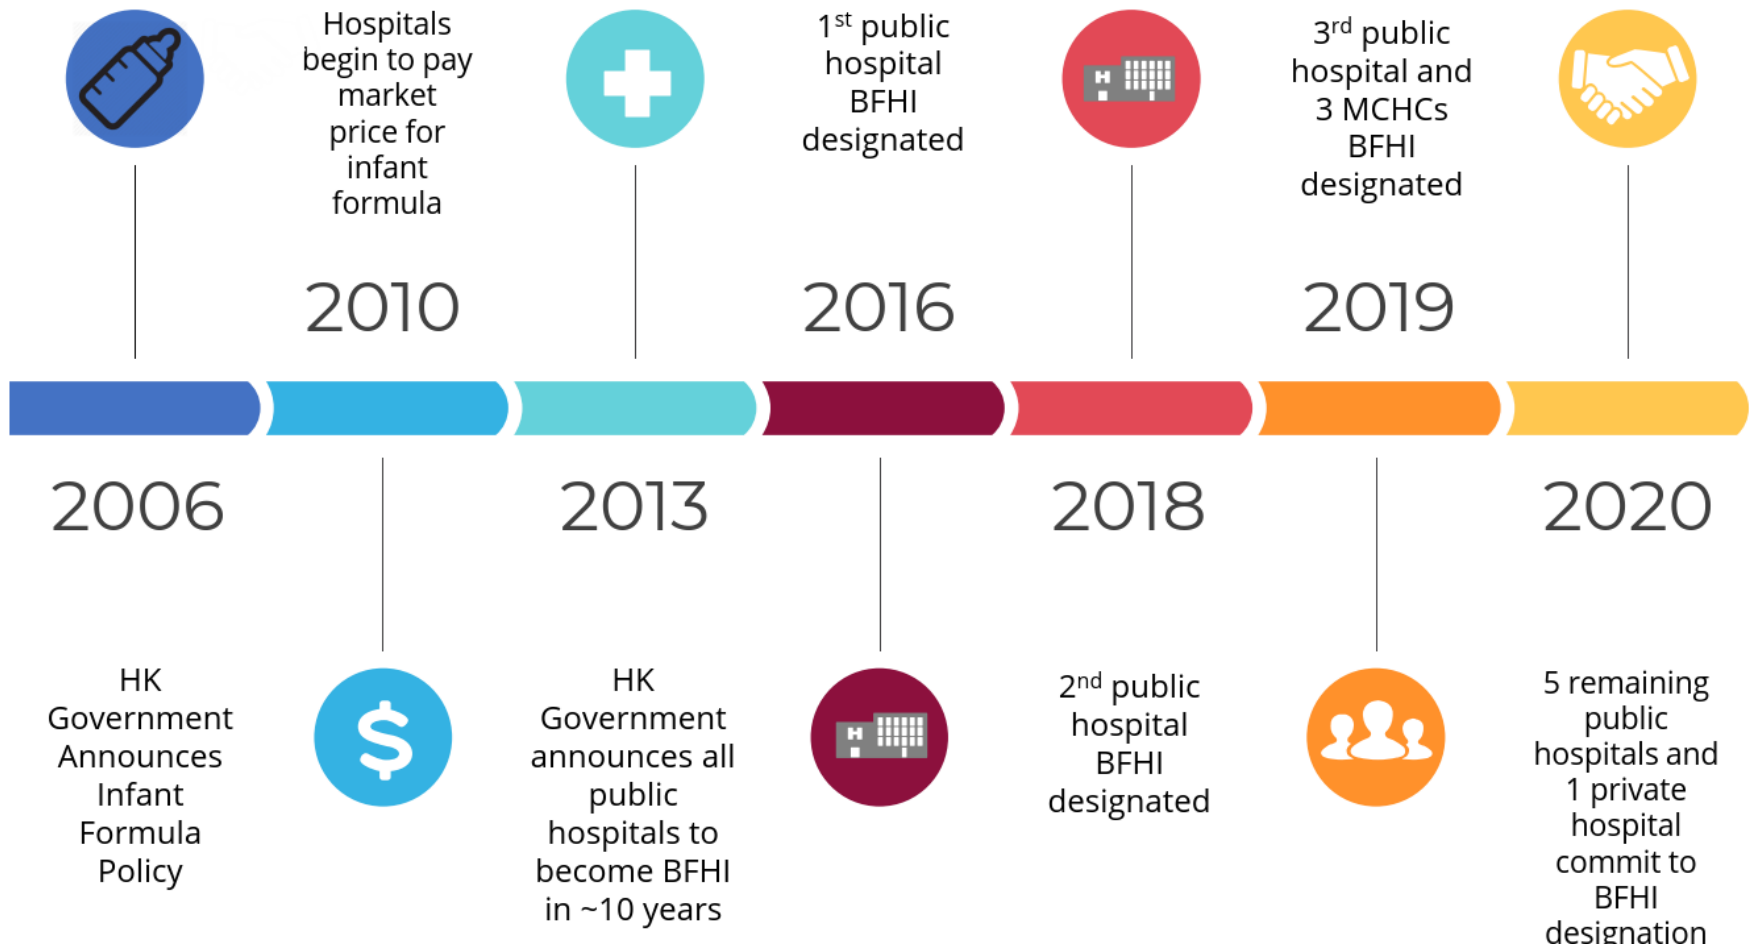 Hospitals
begin to pay
market
price for
infant
formula
2010
1st public
hospital
BFHI
designated
2016
3rd public
hospital and
3 MCHCs
BFHI
designated
2019
2006
HK
Government
Announces
Infant
Formula
Policy
$
2013
HK
Government
announces all
public
hospitals to
become BFHI
in ~10 years
H
H
2018
2nd public
hospital
BFHI
designated
2020
5 remaining
public
hospitals and
1 private
hospital
commit to
BFHI
designation